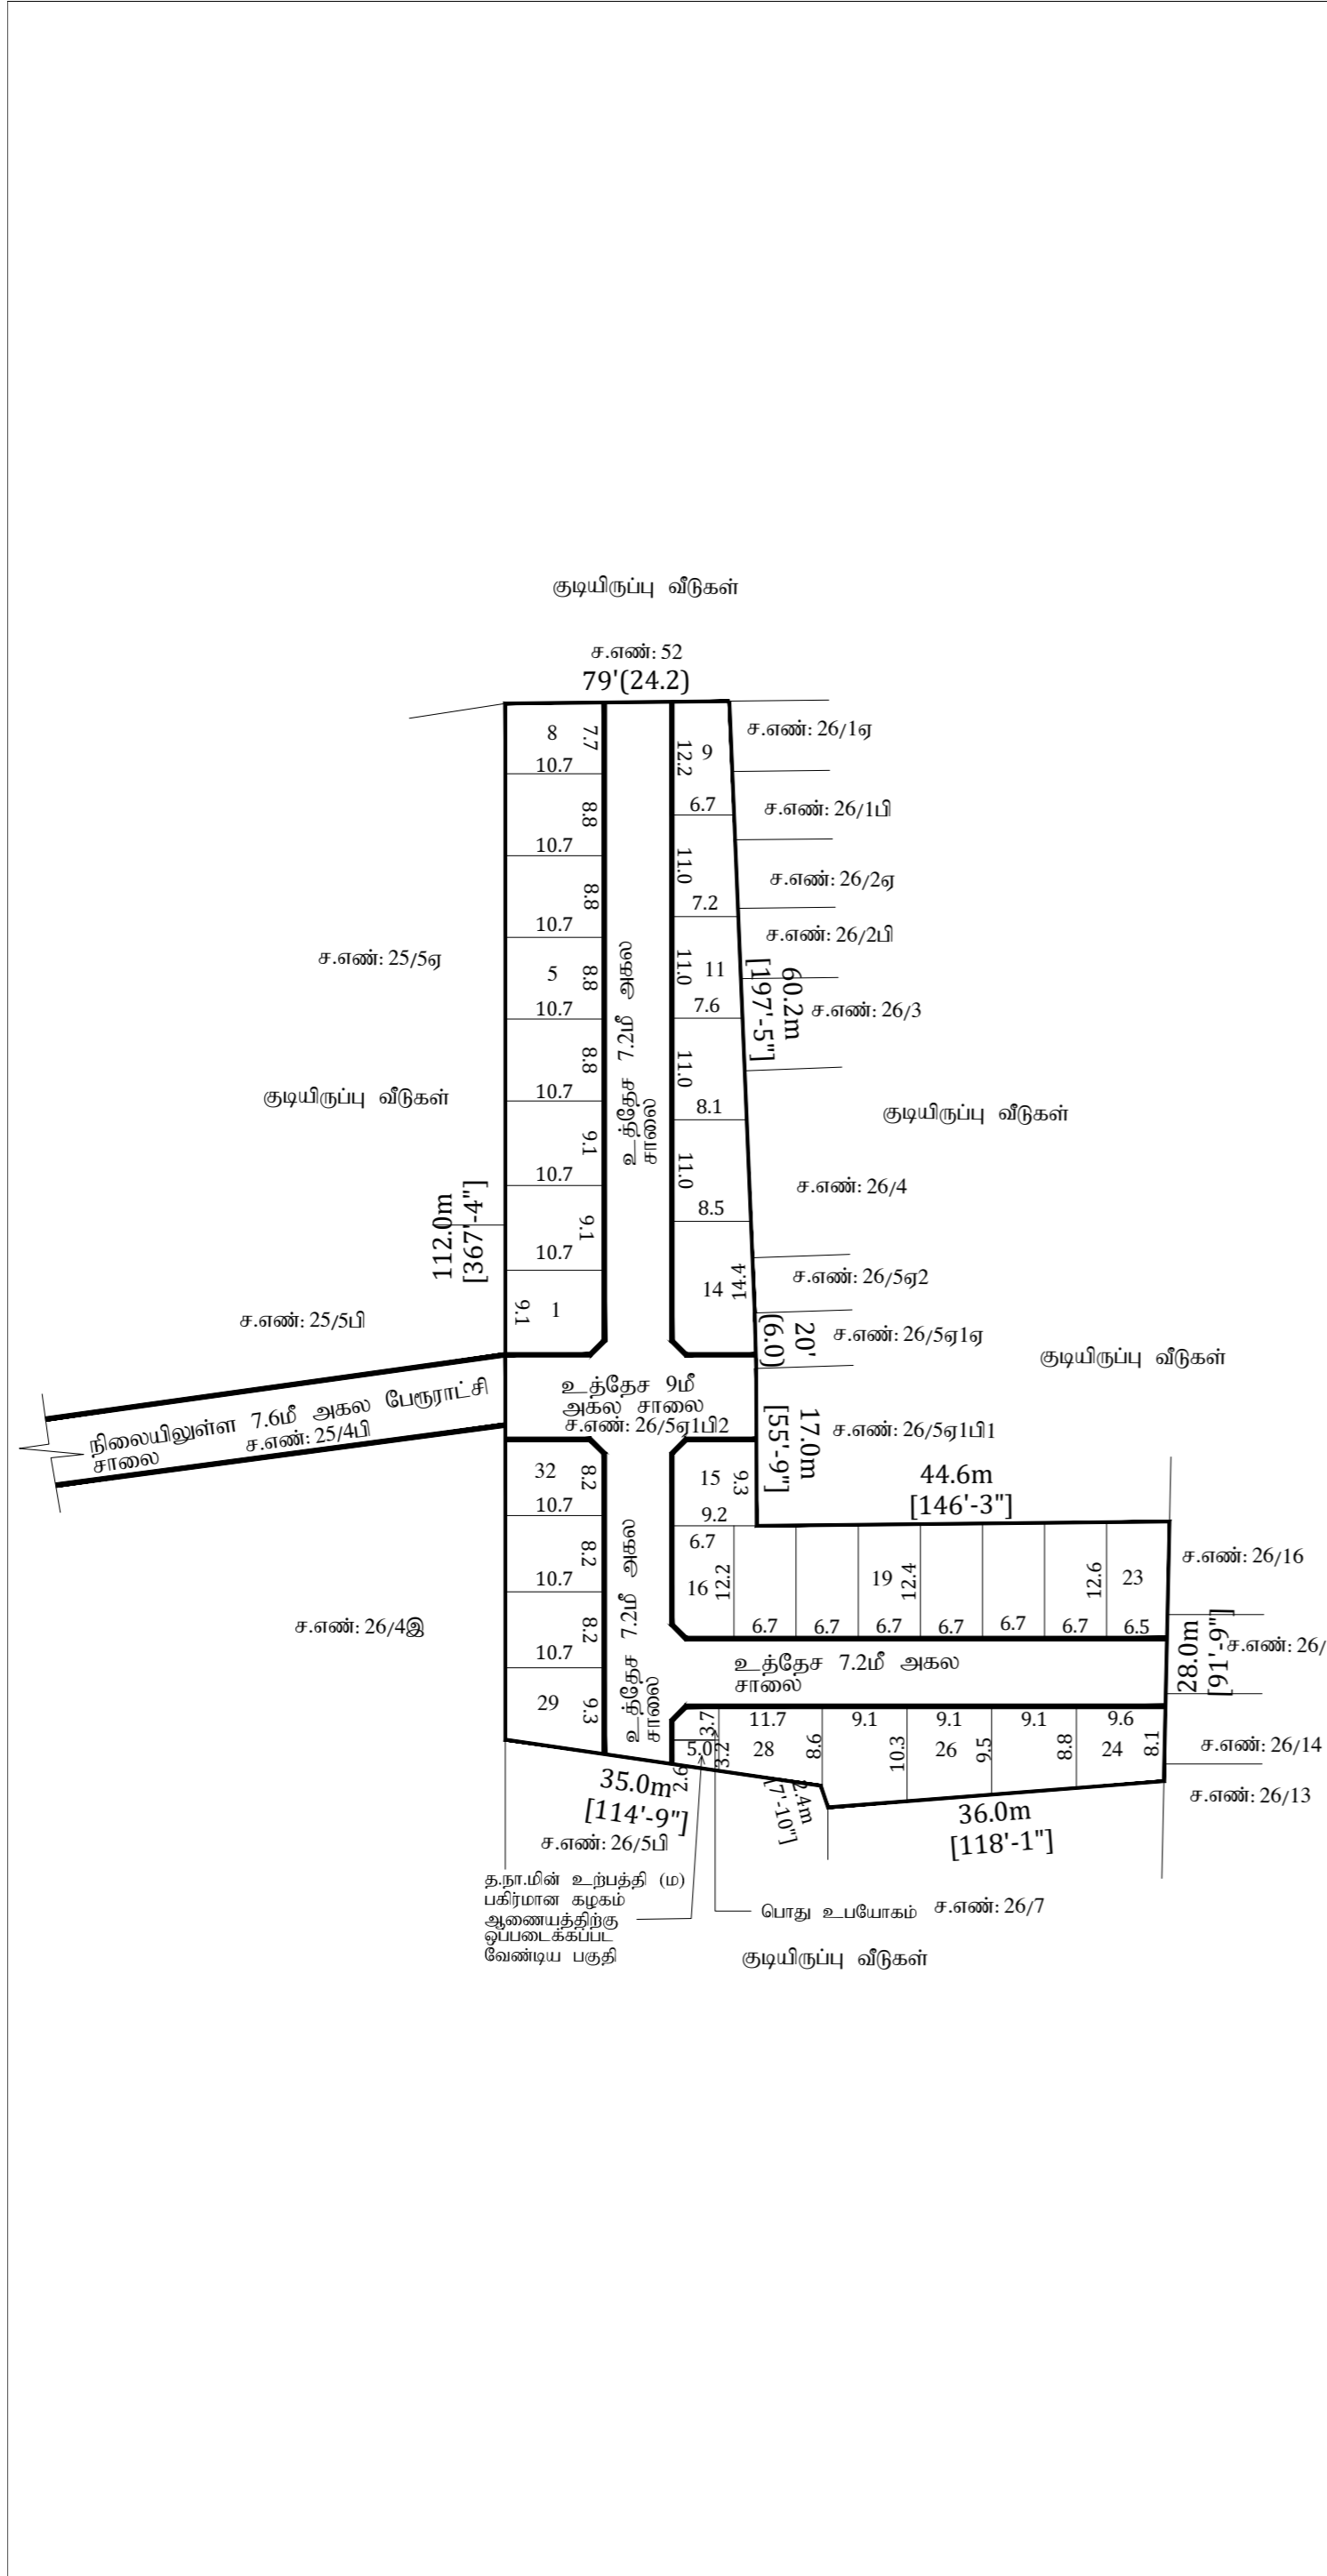 குடியிருப்பு வீடுகள்
ச.எண்: 52
79'(24.2)
8
7.7
10.7
12.2
9
6.7
ச.எண்: 26/1ஏ
8.8
10.7
ச.எண்: 26/1பி
11.0
7.2
ச.எண்: 26/2ஏ
8.8
10.7
ச.எண்: 26/2பி
ச.எண்: 25/5ஏ
5
8.8
10.7
11.0
11
7.6
60.2m
[197'-5"]
ச.எண்: 26/3
உத்தேச 7.2மீ அகல
சாலை
8.8
10.7
11.0
8.1
குடியிருப்பு வீடுகள்
குடியிருப்பு வீடுகள்
9.1
10.7
11.0
8.5
ச.எண்: 26/4
112.0m
[367'-4"]
9.1
10.7
14
14.4
ச.எண்: 26/5ஏ2
9.1
1
ச.எண்: 25/5பி
20'
(6.0)
ச.எண்: 26/5ஏ1ஏ
குடியிருப்பு வீடுகள்
நிலையிலுள்ள 7.6மீ அகல பேரூராட்சி
சாலை
ச.எண்: 25/4பி
உத்தேச 9மீ
அகல சாலை
ச.எண்: 26/5ஏ1பி2
17.0m
[55'-9"]
ச.எண்: 26/5ஏ1பி1
32
8.2
10.7
15
9.3
9.2
44.6m
[146'-3"]
8.2
10.7
உத்தேச 7.2மீ அகல
சாலை
6.7
16
12.2
19
12.4
12.6
23
6.7
6.7
6.7
6.7
6.7
6.7
6.5
ச.எண்: 26/16
ச.எண்: 26/4இ
8.2
10.7
28.0m
[91'-9"]
ச.எண்: 26/
உத்தேச 7.2மீ அகல
சாலை
29
9.3
3.7
5.0
3.2
2.6
11.7
28
8.6
9.1
10.3
9.1
26
9.5
9.1
8.8
9.6
24
8.1
ச.எண்: 26/14
35.0m
[114'-9"]
2.4m
[7'-10"]
36.0m
[118'-1"]
ச.எண்: 26/13
ச.எண்: 26/5பி
த.நா.மின் உற்பத்தி (ம)
பகிர்மான கழகம்
ஆணையத்திற்கு
ஒப்படைக்கப்பட
வேண்டிய பகுதி
பொது உபயோகம்
ச.எண்: 26/7
குடியிருப்பு வீடுகள்